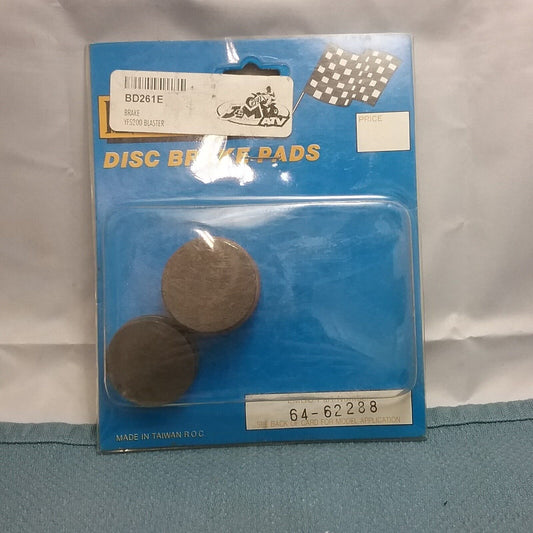 BD261E
BRAKE
YFS200 BLASTER
ATV
PRICE
DISC BRAKE PADS
64-62288
SEE BACK OF CARD FOR MODEL APPLICATION
MADE IN TAIWAN R.O.C.